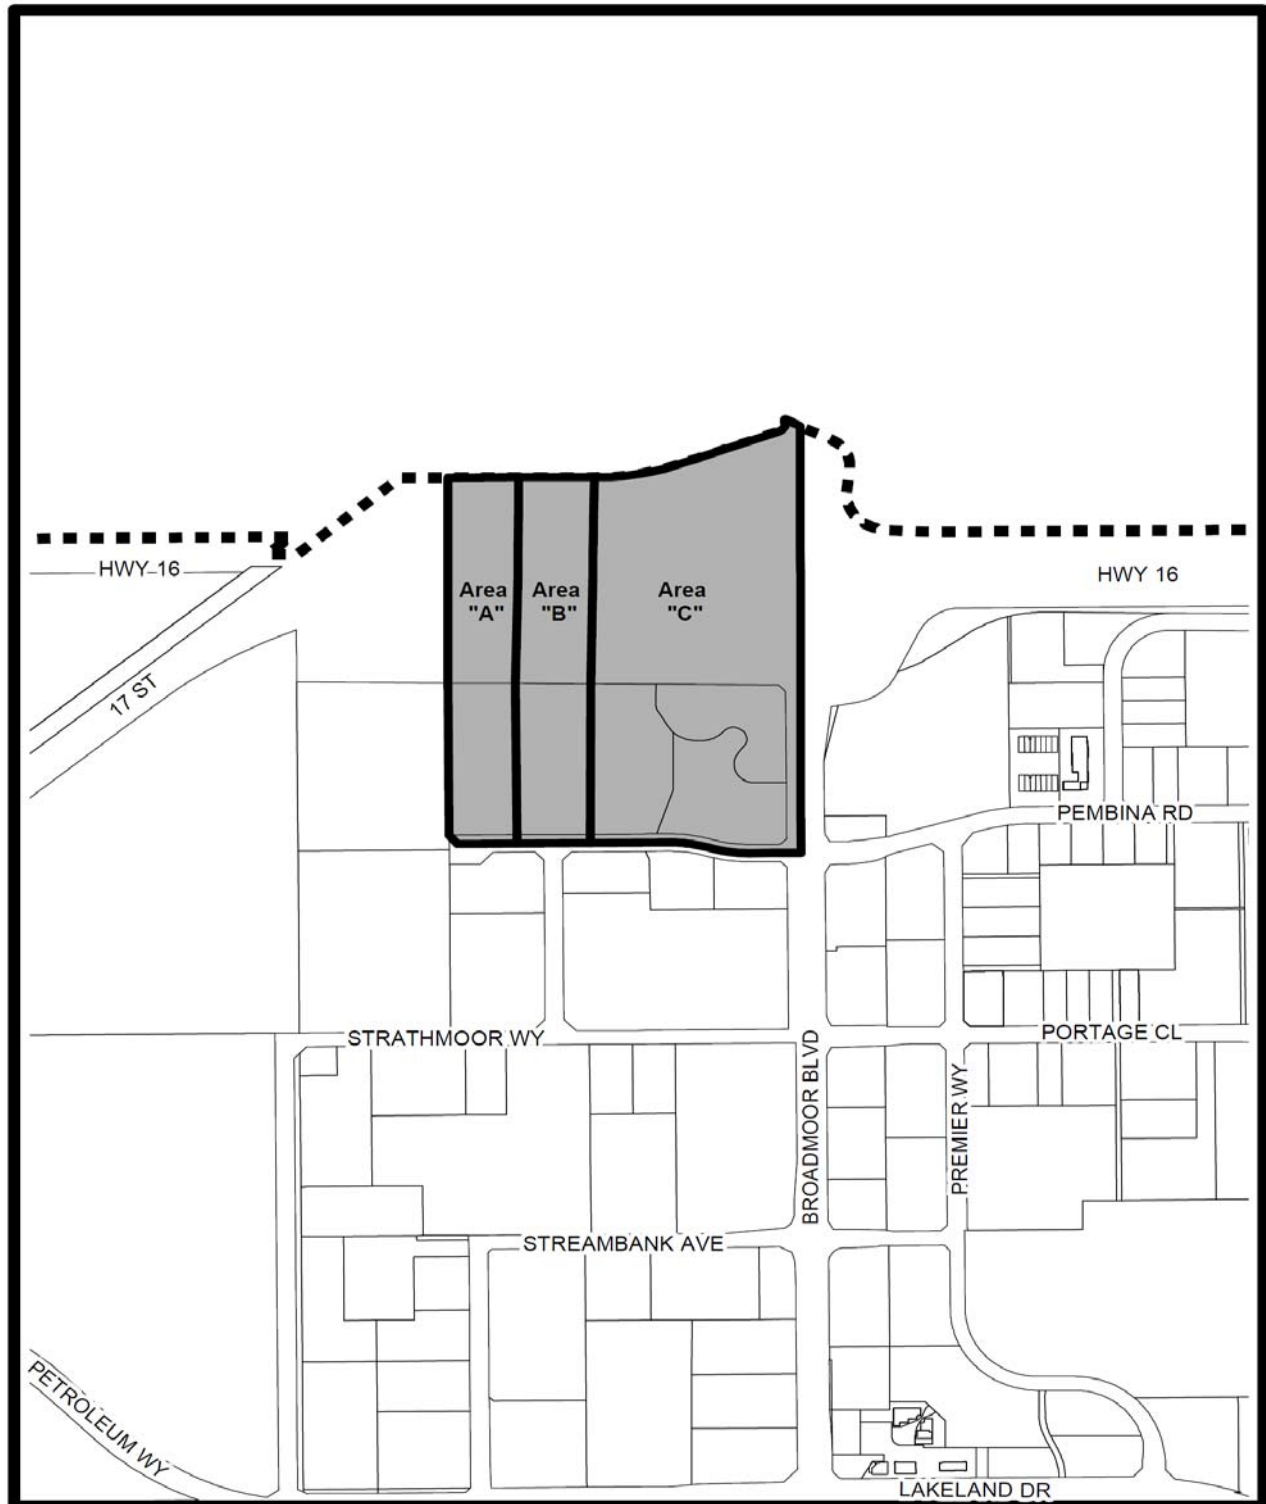 HWY 16
HWY 16
Area
"A"
Area
"B"
Area
"C"
17 ST
PEMBINA RD
STRATHMOOR WY
PORTAGE CL
BROADMOOR BLVD
PREMIER WY
STREAMBANK AVE
PETROLEUM WY
LAKELAND DR